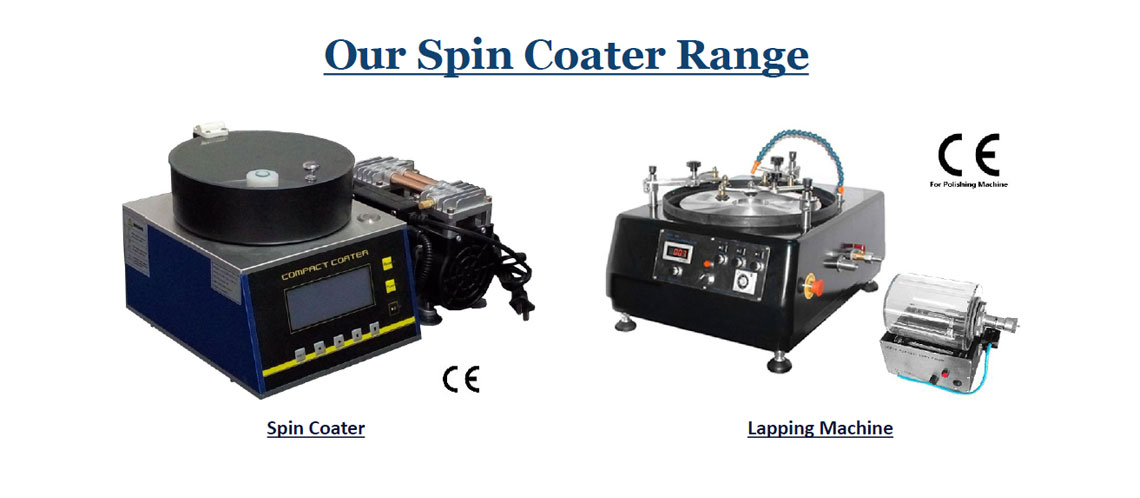 Our Spin Coater Range
CE
For Polishing Machine
COMPACT COATER
CE
Spin Coater
Lapping Machine